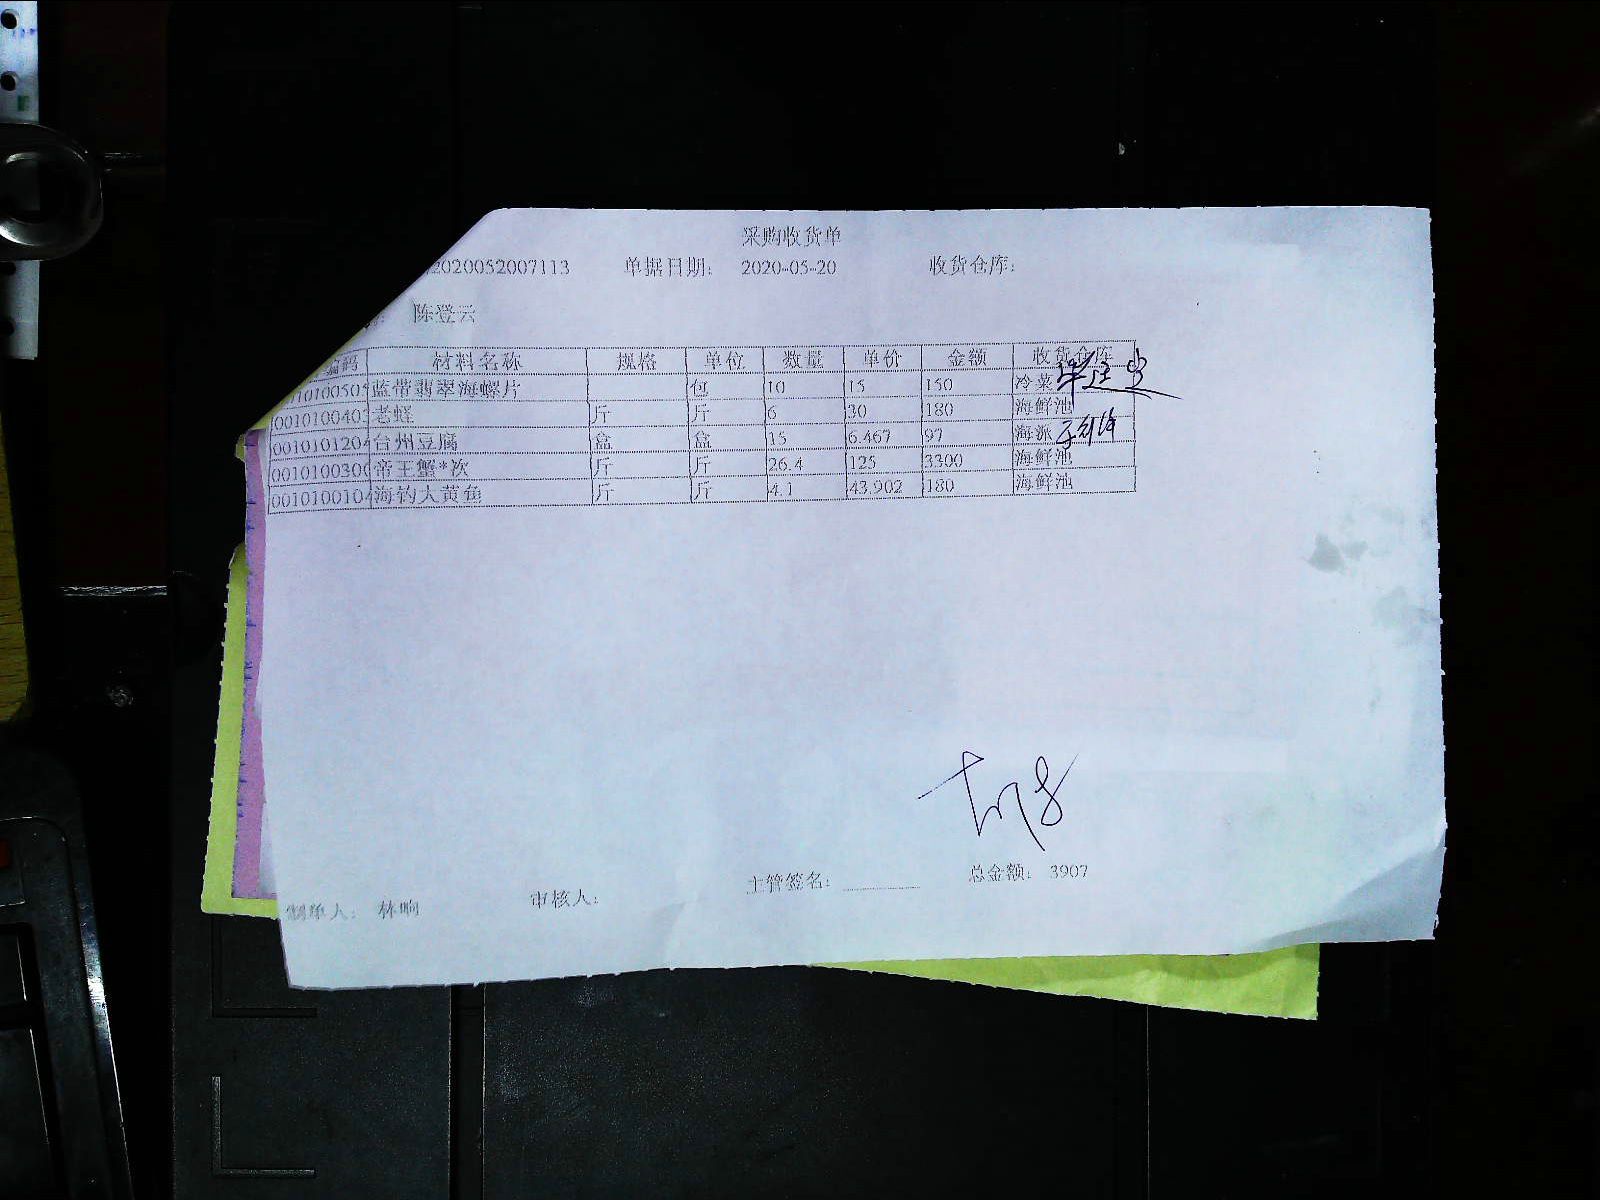 采购收货单
2020052007113 单据日期: 2020-05-20 收货仓库:
陈登云
编码 材料名称 规格 单位 数量 单价 金额 收货仓库
蓝带翡翠海螺片 包 10 15 150 冷菜
0010100403 老蛏 斤 斤 6 30 180 海鲜池
0010101204 台州豆腐 盒 盒 15 6.467 97 海派
0010100300 帝王蟹*次 斤 斤 26.4 125 3300 海鲜池
0010100104 海钓大黄鱼 斤 斤 4.1 43.902 180 海鲜池
主管签名: 总金额: 3907
制单人: 林响 审核人: